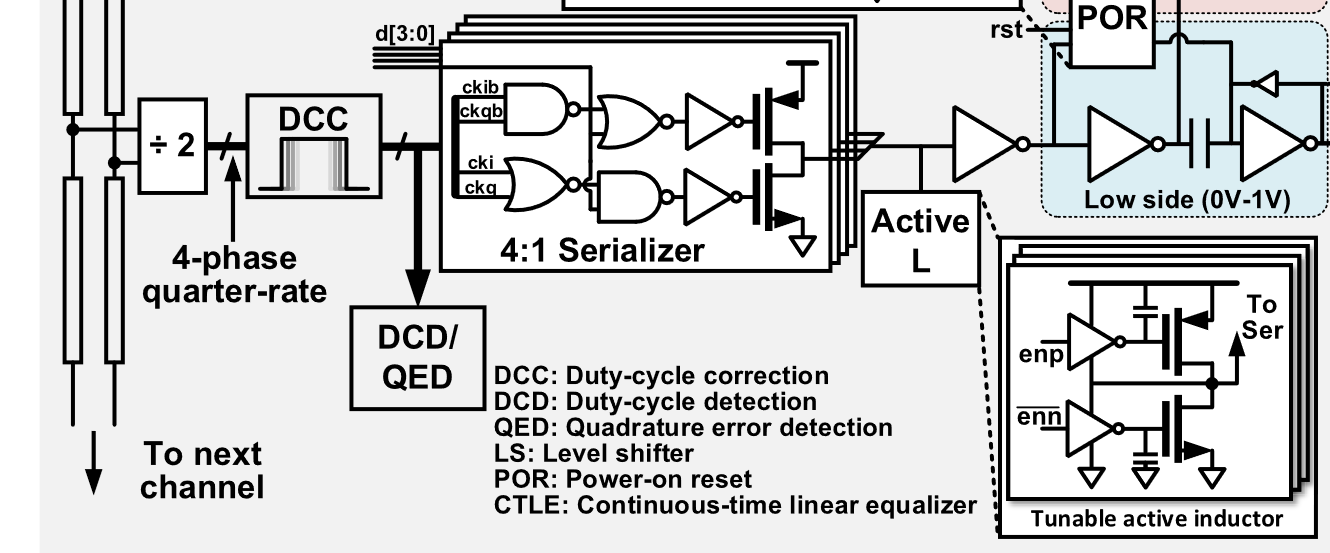 d[3:0]
rst
POR
ckib
ckqb
÷ 2
DCC
cki
ckq
Low side (0V-1V)
Active
L
4:1 Serializer
4-phase
quarter-rate
To
Ser
DCD/
QED
enp
enn
DCC: Duty-cycle correction
DCD: Duty-cycle detection
QED: Quadrature error detection
LS: Level shifter
POR: Power-on reset
CTLE: Continuous-time linear equalizer
To next
channel
Tunable active inductor